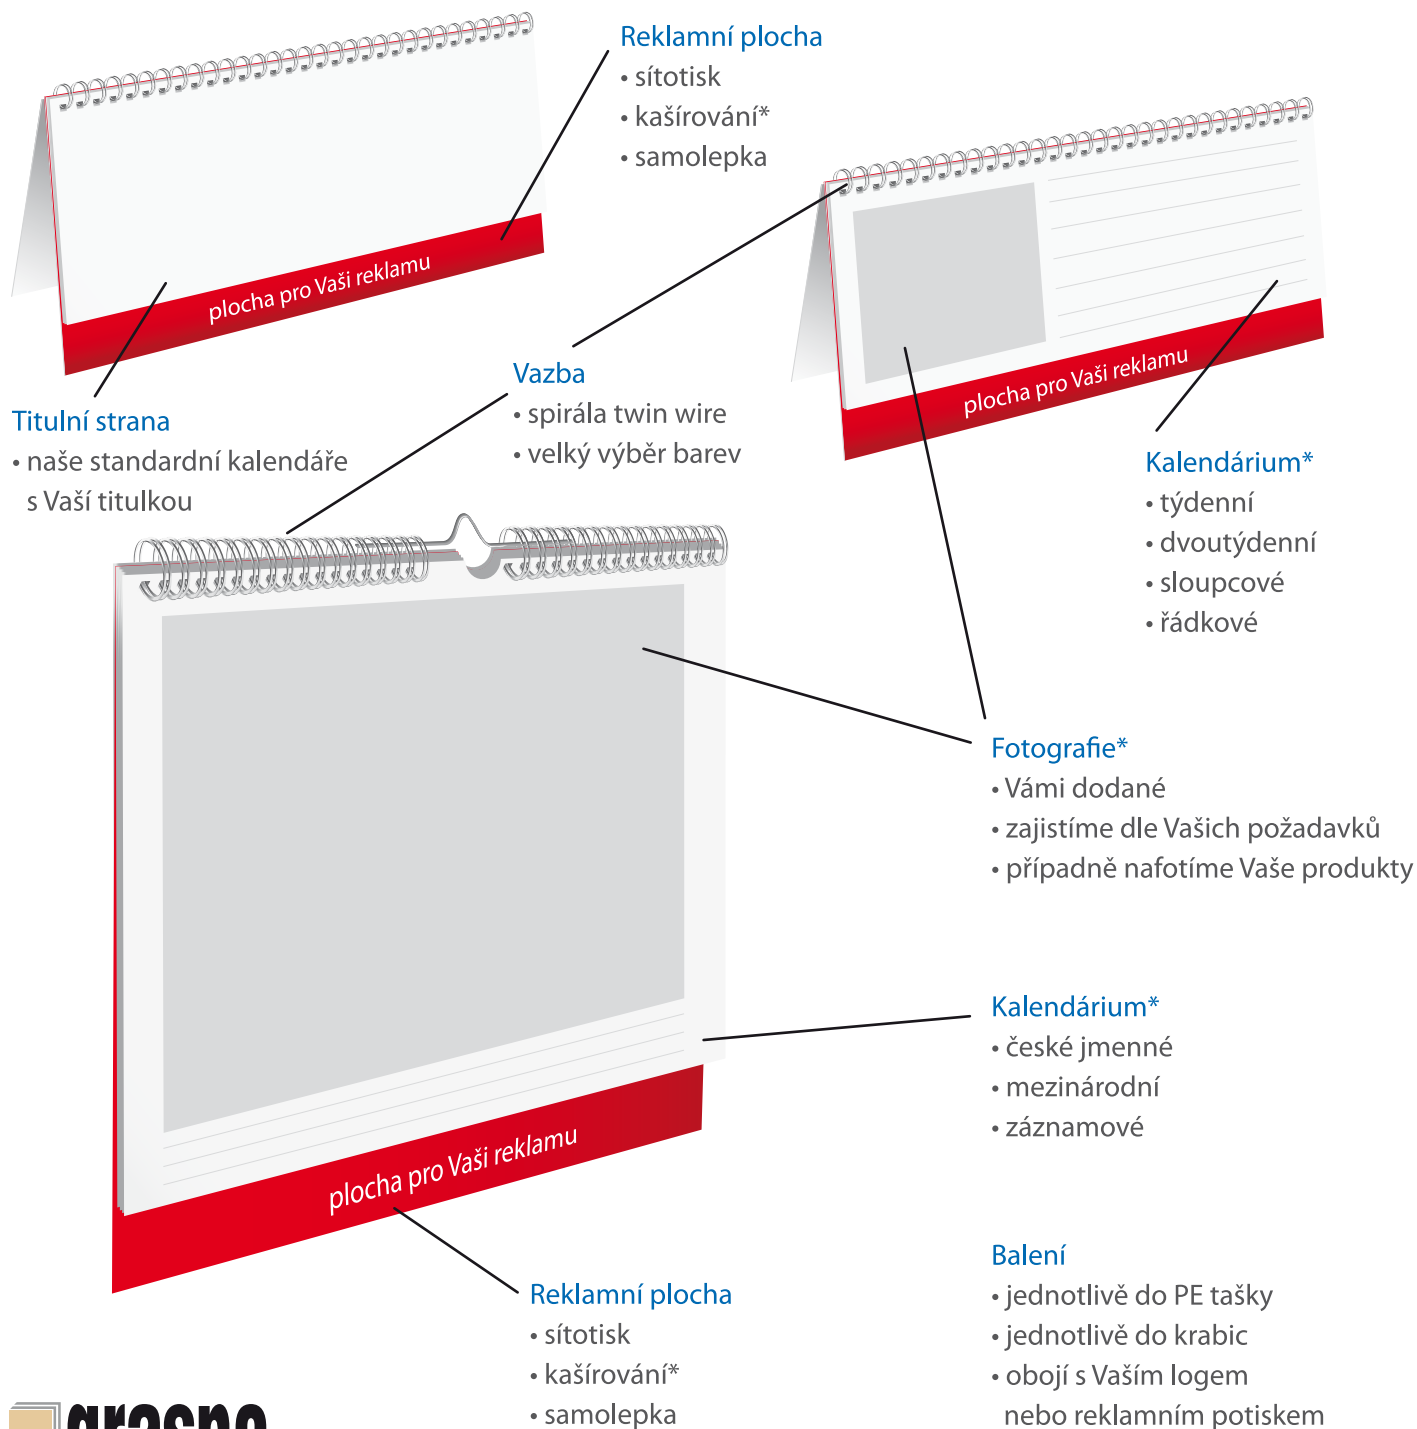 Reklamní plocha
• sítotisk
• kašírování*
• samolepka
plocha pro Vaši reklamu
plocha pro Vaši reklamu
Titulní strana
• naše standardní kalendáře
s Vaší titulkou
Vazba
• spirála twin wire
• velký výběr barev
Kalendárium*
• týdenní
• dvoutýdenní
• sloupcové
• řádkové
Fotografie*
• Vámi dodané
• zajistíme dle Vašich požadavků
• případně nafotíme Vaše produkty
Kalendárium*
• české jmenné
• mezinárodní
• záznamové
plocha pro Vaši reklamu
Reklamní plocha
• sítotisk
• kašírování*
• samolepka
Balení
• jednotlivě do PE tašky
• jednotlivě do krabic
• obojí s Vaším logem
nebo reklamním potiskem